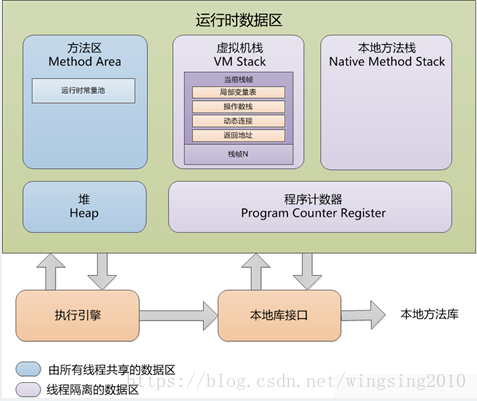 运行时数据区
方法区
Method Area
运行时常量池
虚拟机栈
VM Stack
当前栈帧
局部变量表
操作数栈
动态连接
返回地址
栈帧N
本地方法栈
Native Method Stack
堆
Heap
程序计数器
Program Counter Register
执行引擎
本地库接口
本地方法库
由所有线程共享的数据区
线程隔离的数据区
https://blog.csdn.net/wingsing2010